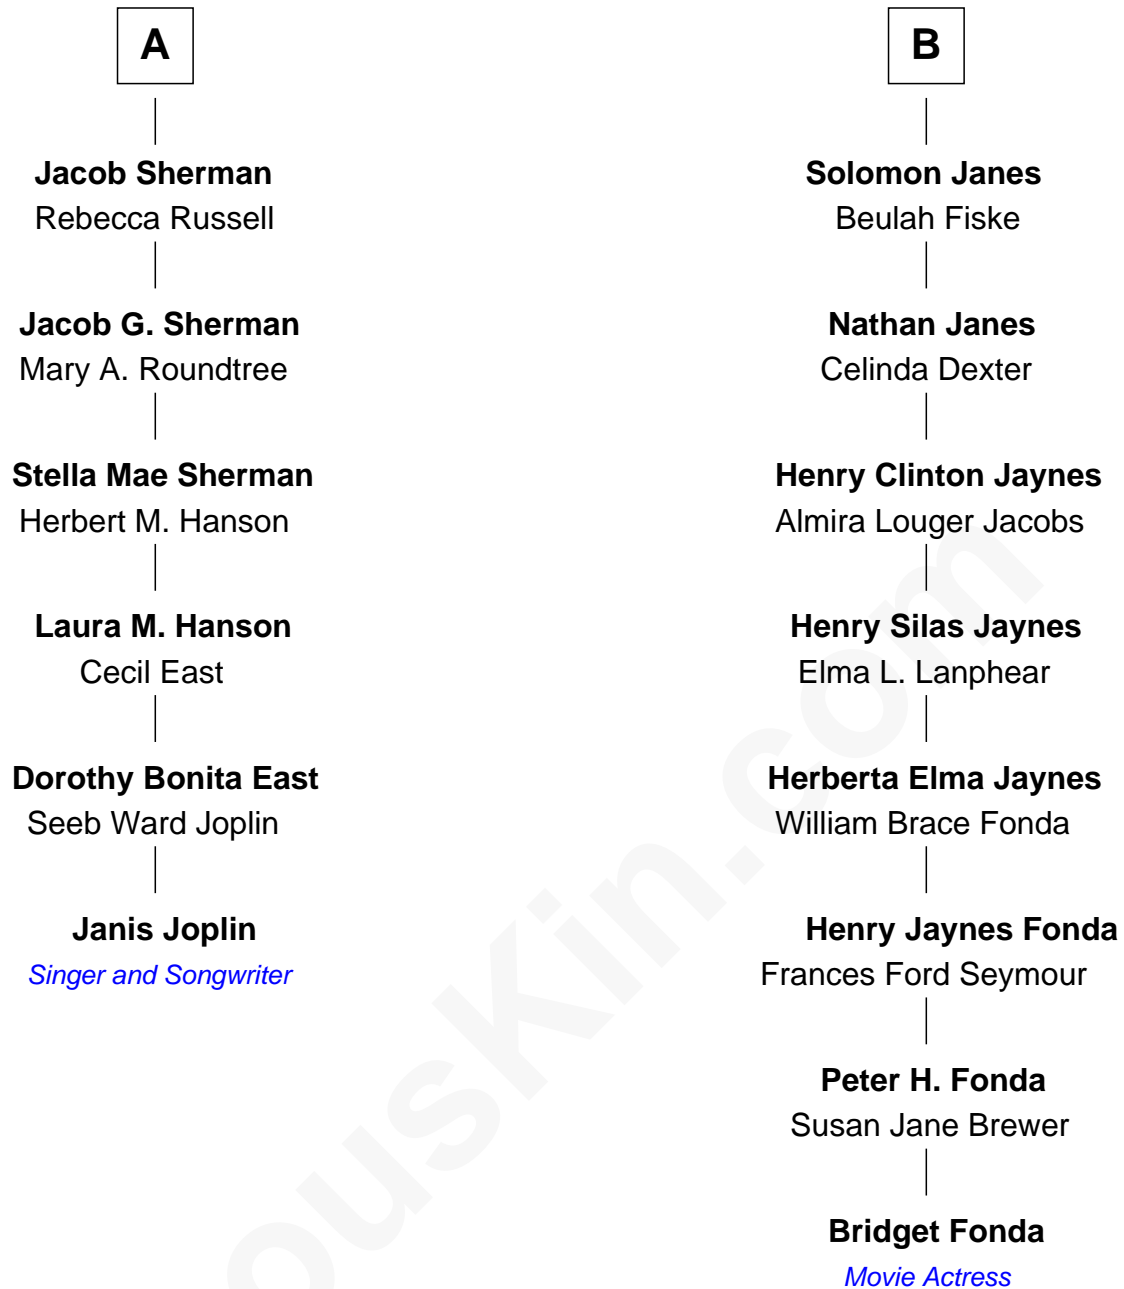 A
Jacob Sherman
Rebecca Russell
Jacob G. Sherman
Mary A. Roundtree
Stella Mae Sherman
Herbert M. Hanson
Laura M. Hanson
Cecil East
Dorothy Bonita East
Seeb Ward Joplin
Janis Joplin
Singer and Songwriter
B
Solomon Janes
Beulah Fiske
Nathan Janes
Celinda Dexter
Henry Clinton Jaynes
Almira Louger Jacobs
Henry Silas Jaynes
Elma L. Lanphear
Herberta Elma Jaynes
William Brace Fonda
Henry Jaynes Fonda
Frances Ford Seymour
Peter H. Fonda
Susan Jane Brewer
Bridget Fonda
Movie Actress
ousKin.com